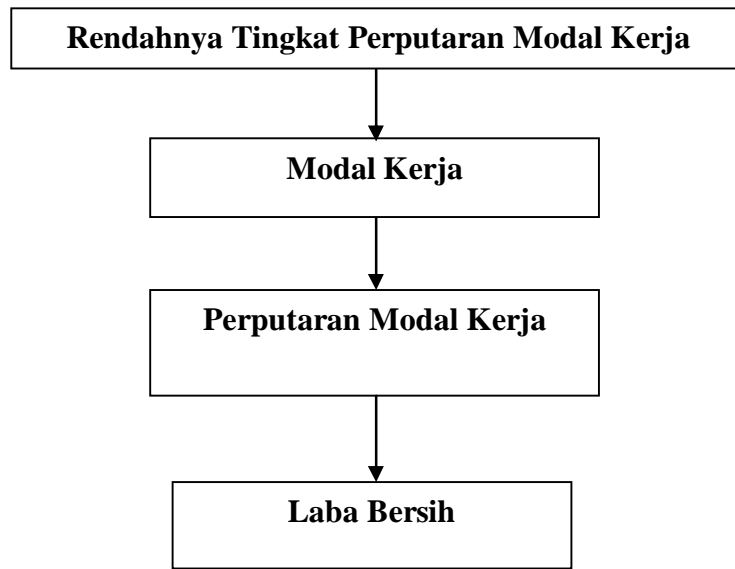 Rendahnya Tingkat Perputaran Modal Kerja
Modal Kerja
Perputaran Modal Kerja
Laba Bersih